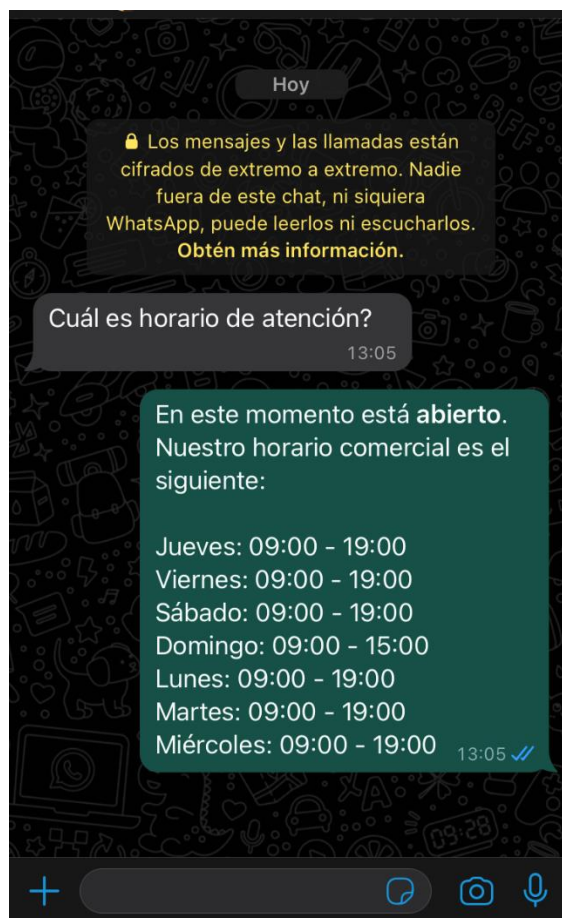 Hoy
Los mensajes y las llamadas están
cifrados de extremo a extremo. Nadie
fuera de este chat, ni siquiera
WhatsApp, puede leerlos ni escucharlos.
Obtén más información.
Cuál es horario de atención?
13:05
En este momento está abierto.
Nuestro horario comercial es el
siguiente:
Jueves: 09:00 - 19:00
Viernes: 09:00 - 19:00
Sábado: 09:00 - 19:00
Domingo: 09:00 - 15:00
Lunes: 09:00 - 19:00
Martes: 09:00 - 19:00
Miércoles: 09:00 - 19:00 13:05
09:28